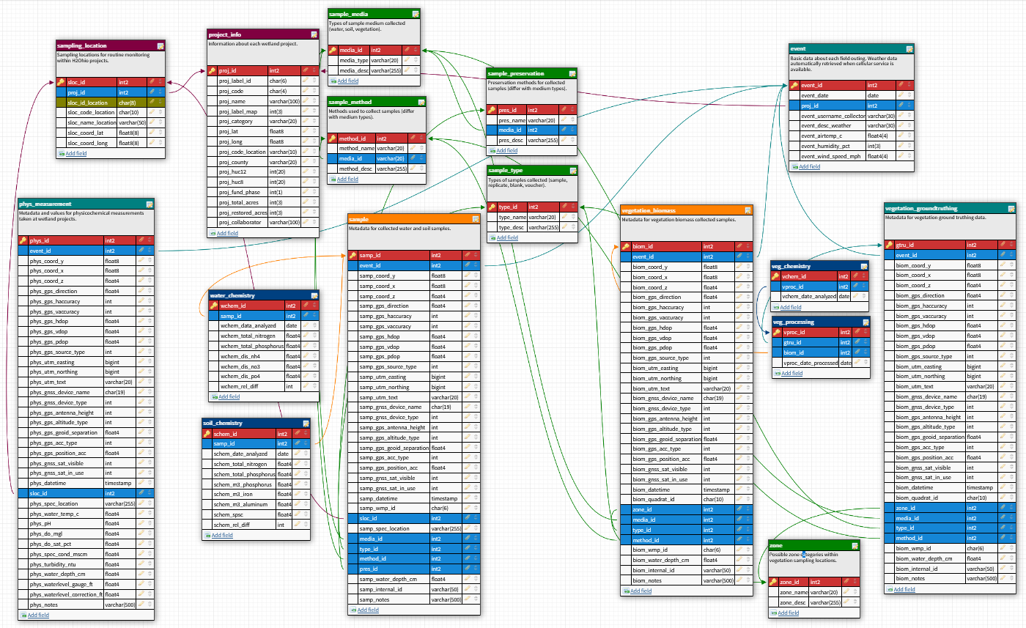 sample_media
Types of sample medium collected
(water, soil, vegetation).
media_id int2
media_type varchar(20)
media_desc varchar(255)
Add field
sampling_location
Sampling locations for routine monitoring
within H2Ohio projects.
sloc_id int2
proj_id int2
sloc_id_location char(8)
sloc_code_location char(10)
sloc_name_location varchar(50)
sloc_coord_lat float8(8)
sloc_coord_long float8(8)
Add field
project_info
Information about each wetland project.
proj_id int2
proj_label_id char(6)
proj_code char(4)
proj_name varchar(100)
proj_label_map int(3)
proj_category varchar(20)
proj_lat float8
proj_long float8
proj_code_location varchar(10)
proj_county varchar(20)
proj_huc12 int(20)
proj_huc8 int(20)
proj_fund_phase int(1)
proj_total_acres int(3)
proj_restored_acres int(3)
proj_collaborator varchar(100)
Add field
sample_method
Methods used to collect samples (differ
with medium types).
method_id int2
method_name varchar(20)
media_id varchar(20)
method_desc varchar(255)
Add field
sample_preservation
Preservation methods for collected
samples (differ with medium types).
pres_id int2
pres_name varchar(20)
media_id int2
pres_desc varchar(255)
Add field
sample_type
Types of samples collected (sample,
replicate, blank, voucher).
type_id int2
type_name varchar(20)
type_desc varchar(255)
Add field
event
Basic data about each field outing. Weather data
automatically retrieved when cellular service is
available.
event_id int2
event_date date
proj_id int2
event_username_collector varchar(30)
event_desc_weather varchar(30)
event_airtemp_c float4(4)
event_humidity_pct int(3)
event_wind_speed_mph float4(4)
Add field
phys_measurement
Metadata and values for physicochemical measurements
taken at wetland projects.
phys_id int2
event_id int2
phys_coord_y float8
phys_coord_x float8
phys_coord_z float4
phys_gps_direction float4
phys_gps_haccuracy int
phys_gps_vaccuracy int
phys_gps_hdop float4
phys_gps_vdop float4
phys_gps_pdop float4
phys_gps_source_type int
phys_utm_easting bigint
phys_utm_northing bigint
phys_utm_text varchar(20)
phys_gnss_device_name char(19)
phys_gnss_device_type int
phys_gps_antenna_height int
phys_gps_altitude_type int
phys_gps_geoid_separation float4
phys_gps_acc_type int
phys_gps_position_acc float4
phys_gnss_sat_visible int
phys_gnss_sat_in_use int
phys_datetime timestamp
sloc_id int2
phys_spec_location varchar(255)
phys_water_temp_c float4
phys_pH float4
phys_do_mgl float4
phys_do_sat_pct float4
phys_spec_cond_mscm float4
phys_turbidity_ntu float4
phys_water_depth_cm float4
phys_waterlevel_gauge_ft float4
phys_waterlevel_correction_ft float4
phys_notes varchar(500)
Add field
water_chemistry
wchem_id int2
samp_id int2
wchem_data_analyzed date
wchem_total_nitrogen float4
wchem_total_phosphorus float4
wchem_dis_nh4 float4
wchem_dis_no3 float4
wchem_dis_po4 float4
wchem_rel_diff int
Add field
soil_chemistry
schem_id int2
samp_id int2
schem_date_analyzed date
schem_total_nitrogen float4
schem_total_phosphorus float4
schem_m3_phosphorus float4
schem_m3_iron float4
schem_m3_aluminum float4
schem_spsc float4
schem_rel_diff int
Add field
sample
Metadata for collected water and soil samples.
samp_id int2
event_id int2
samp_coord_y float8
samp_coord_x float8
samp_coord_z float4
samp_gps_direction float4
samp_gps_haccuracy int
samp_gps_vaccuracy int
samp_gps_hdop float4
samp_gps_vdop float4
samp_gps_pdop float4
samp_gps_source_type int
samp_utm_easting bigint
samp_utm_northing bigint
samp_utm_text varchar(20)
samp_gnss_device_name char(19)
samp_gnss_device_type int
samp_gps_antenna_height int
samp_gps_altitude_type int
samp_gps_geoid_separation float4
samp_gps_acc_type int
samp_gps_position_acc float4
samp_gnss_sat_visible int
samp_gnss_sat_in_use int
samp_datetime timestamp
samp_wmp_id char(6)
sloc_id int2
samp_spec_location varchar(255)
media_id int2
type_id int2
method_id int2
pres_id int2
samp_water_depth_cm float4
samp_internal_id varchar(50)
samp_notes varchar(500)
Add field
vegetation_biomass
Metadata for vegetation biomass collected samples.
biom_id int2
event_id int2
biom_coord_y float8
biom_coord_x float8
biom_coord_z float4
biom_gps_direction float4
biom_gps_haccuracy int
biom_gps_vaccuracy int
biom_gps_hdop float4
biom_gps_vdop float4
biom_gps_pdop float4
biom_gps_source_type int
biom_utm_easting bigint
biom_utm_northing bigint
biom_utm_text varchar(20)
biom_gnss_device_name char(19)
biom_gnss_device_type int
biom_gps_antenna_height int
biom_gps_altitude_type int
biom_gps_geoid_separation float4
biom_gps_acc_type int
biom_gps_position_acc float4
biom_gnss_sat_visible int
biom_gnss_sat_in_use int
biom_datetime timestamp
biom_quadrat_id char(10)
zone_id int2
media_id int2
type_id int2
method_id int2
biom_wmp_id char(6)
biom_water_depth_cm float4
biom_internal_id varchar(50)
biom_notes varchar(500)
Add field
veg_chemistry
vchem_id int2
vproc_id int2
vchem_date_analyzed date
Add field
veg_processing
vproc_id int2
gtru_id int2
biom_id int2
vproc_date_processed date
Add field
vegetation_groundtruthing
Metadata for vegetation ground truthing data.
gtru_id int2
event_id int2
biom_coord_y float8
biom_coord_x float8
biom_coord_z float4
biom_gps_direction float4
biom_gps_haccuracy int
biom_gps_vaccuracy int
biom_gps_hdop float4
biom_gps_vdop float4
biom_gps_pdop float4
biom_gps_source_type int
biom_utm_easting bigint
biom_utm_northing bigint
biom_utm_text varchar(20)
biom_gnss_device_name char(19)
biom_gnss_device_type int
biom_gps_antenna_height int
biom_gps_altitude_type int
biom_gps_geoid_separation float4
biom_gps_acc_type int
biom_gps_position_acc float4
biom_gnss_sat_visible int
biom_gnss_sat_in_use int
biom_datetime timestamp
biom_quadrat_id char(10)
zone_id int2
media_id int2
type_id int2
method_id int2
biom_wmp_id char(6)
biom_water_depth_cm float4
biom_internal_id varchar(50)
biom_notes varchar(500)
Add field
zone
Possible zone categories within
vegetation sampling locations.
zone_id int2
zone_name varchar(20)
zone_desc varchar(255)
Add field